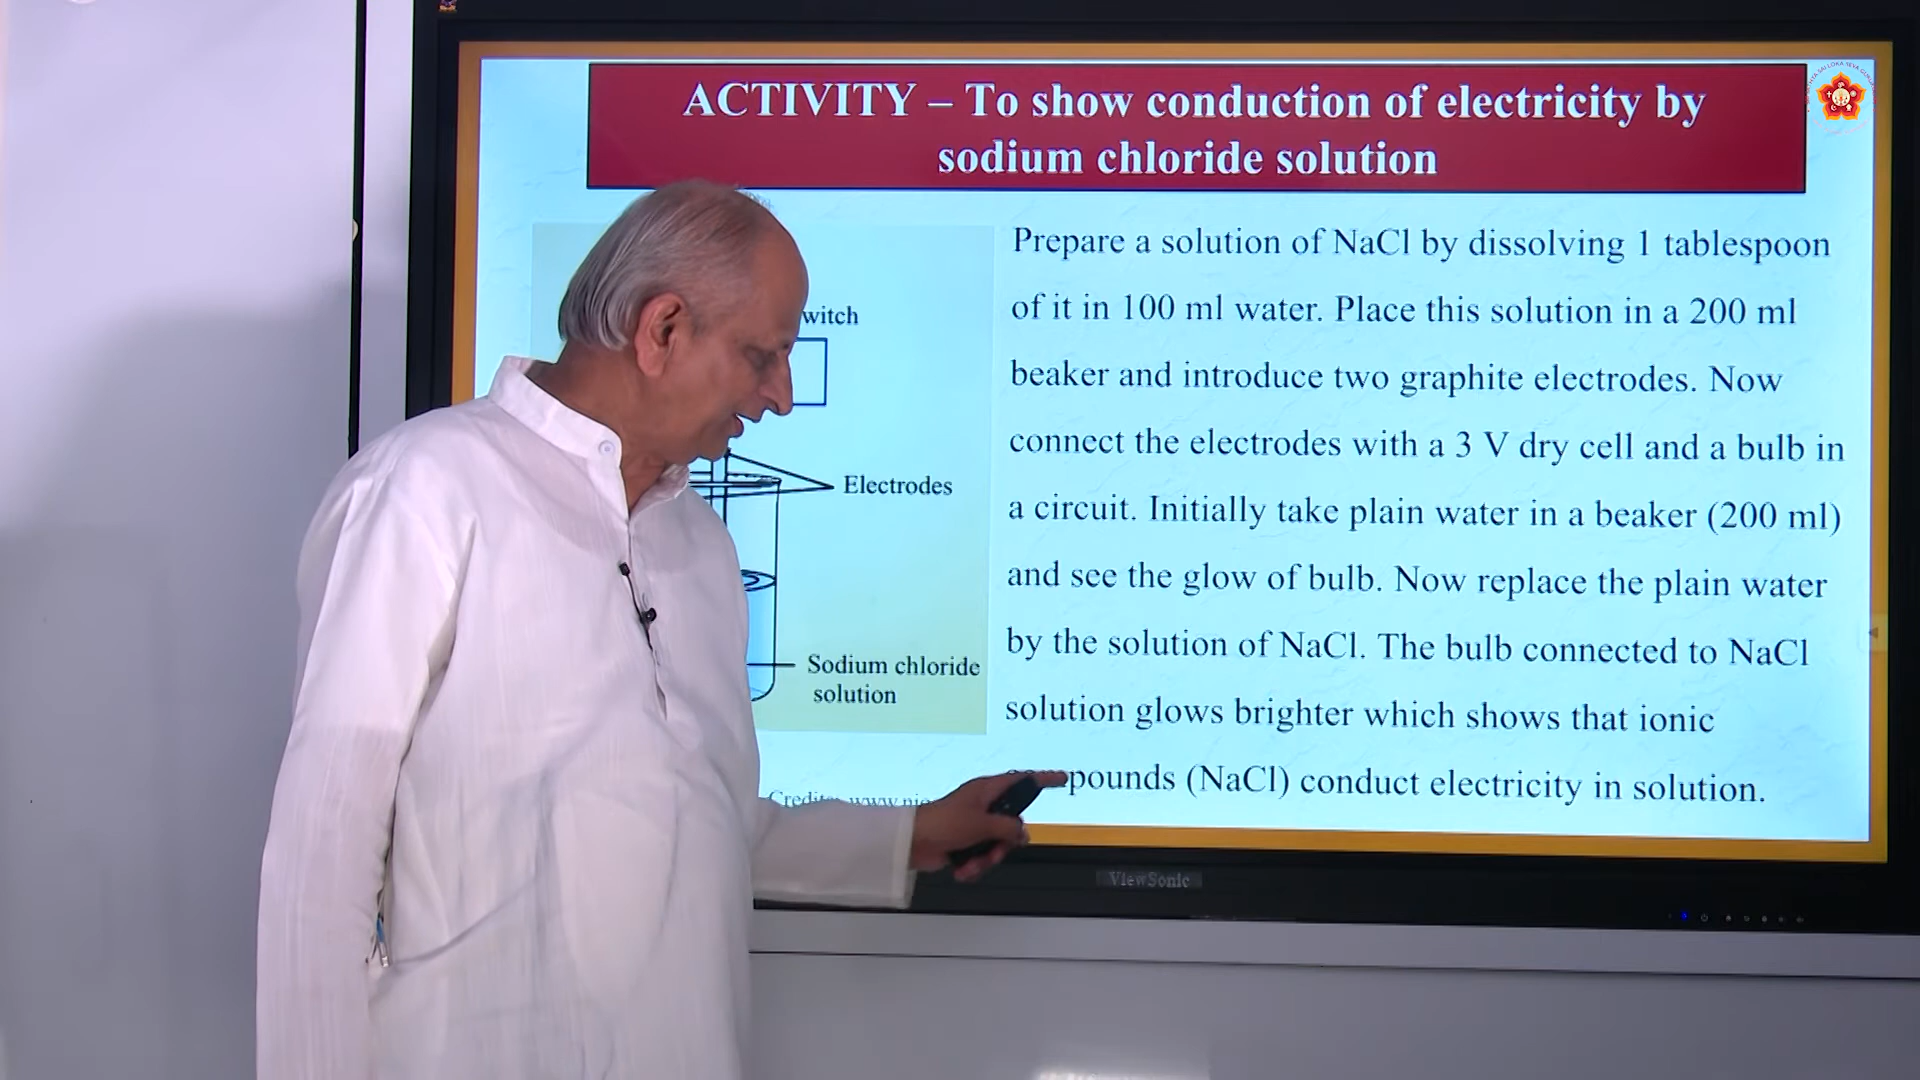 ACTIVITY – To show conduction of electricity by
sodium chloride solution
Prepare a solution of NaCl by dissolving 1 tablespoon
of it in 100 ml water. Place this solution in a 200 ml
beaker and introduce two graphite electrodes. Now
connect the electrodes with a 3 V dry cell and a bulb in
a circuit. Initially take plain water in a beaker (200 ml)
and see the glow of bulb. Now replace the plain water
by the solution of NaCl. The bulb connected to NaCl
solution glows brighter which shows that ionic
compounds (NaCl) conduct electricity in solution.
witch
Electrodes
Sodium chloride
solution
ViewSonic